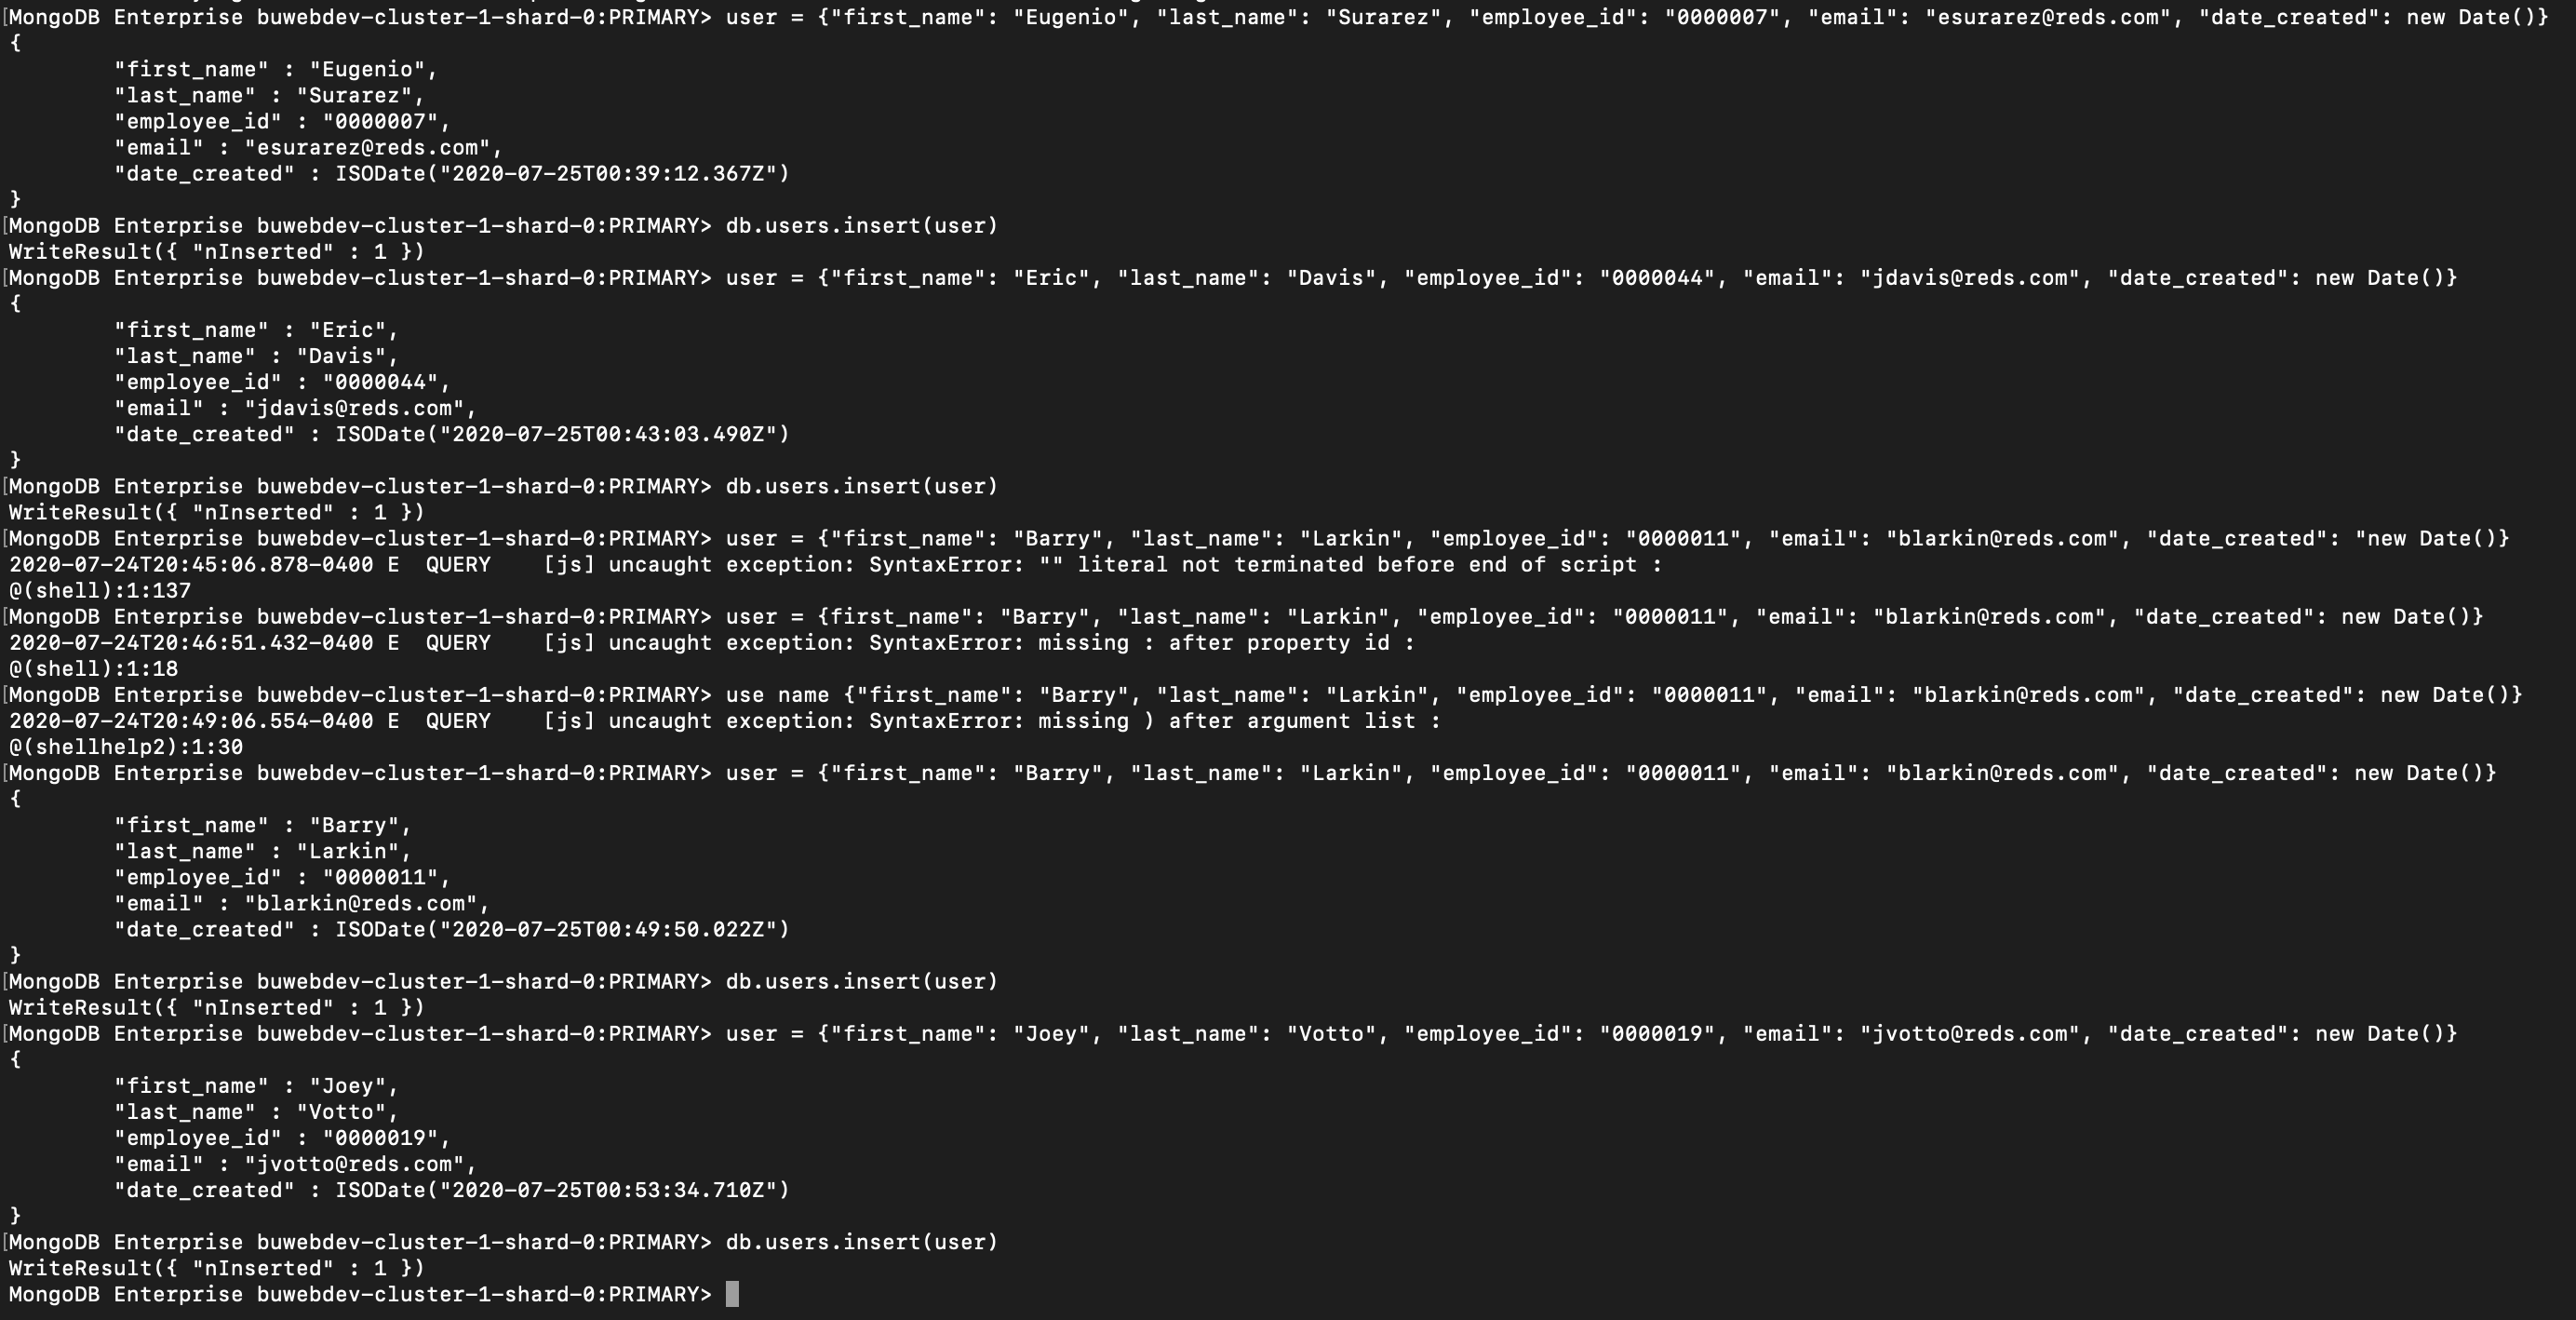 [MongoDB Enterprise buwebdev-cluster-1-shard-0:PRIMARY> user = {"first_name": "Eugenio", "last_name": "Surarez", "employee_id": "0000007", "email": "esurarez@reds.com", "date_created": new Date()}
{
"first_name" : "Eugenio",
"last_name" : "Surarez",
"employee_id" : "0000007",
"email" : "esurarez@reds.com",
"date_created" : ISODate("2020-07-25T00:39:12.367Z")
}
[MongoDB Enterprise buwebdev-cluster-1-shard-0:PRIMARY> db.users.insert(user)
WriteResult({ "nInserted" : 1 })
[MongoDB Enterprise buwebdev-cluster-1-shard-0:PRIMARY> user = {"first_name": "Eric", "last_name": "Davis", "employee_id": "0000044", "email": "jdavis@reds.com", "date_created": new Date()}
{
"first_name" : "Eric",
"last_name" : "Davis",
"employee_id" : "0000044",
"email" : "jdavis@reds.com",
"date_created" : ISODate("2020-07-25T00:43:03.490Z")
}
[MongoDB Enterprise buwebdev-cluster-1-shard-0:PRIMARY> db.users.insert(user)
WriteResult({ "nInserted" : 1 })
[MongoDB Enterprise buwebdev-cluster-1-shard-0:PRIMARY> user = {"first_name": "Barry", "last_name": "Larkin", "employee_id": "0000011", "email": "blarkin@reds.com", "date_created": "new Date()}
2020-07-24T20:45:06.878-0400 E  QUERY    [js] uncaught exception: SyntaxError: "" literal not terminated before end of script :
@(shell):1:137
[MongoDB Enterprise buwebdev-cluster-1-shard-0:PRIMARY> user = {first_name": "Barry", "last_name": "Larkin", "employee_id": "0000011", "email": "blarkin@reds.com", "date_created": new Date()}
2020-07-24T20:46:51.432-0400 E  QUERY    [js] uncaught exception: SyntaxError: missing : after property id :
@(shell):1:18
[MongoDB Enterprise buwebdev-cluster-1-shard-0:PRIMARY> use name {"first_name": "Barry", "last_name": "Larkin", "employee_id": "0000011", "email": "blarkin@reds.com", "date_created": new Date()}
2020-07-24T20:49:06.554-0400 E  QUERY    [js] uncaught exception: SyntaxError: missing ) after argument list :
@(shellhelp2):1:30
[MongoDB Enterprise buwebdev-cluster-1-shard-0:PRIMARY> user = {"first_name": "Barry", "last_name": "Larkin", "employee_id": "0000011", "email": "blarkin@reds.com", "date_created": new Date()}
{
"first_name" : "Barry",
"last_name" : "Larkin",
"employee_id" : "0000011",
"email" : "blarkin@reds.com",
"date_created" : ISODate("2020-07-25T00:49:50.022Z")
}
[MongoDB Enterprise buwebdev-cluster-1-shard-0:PRIMARY> db.users.insert(user)
WriteResult({ "nInserted" : 1 })
[MongoDB Enterprise buwebdev-cluster-1-shard-0:PRIMARY> user = {"first_name": "Joey", "last_name": "Votto", "employee_id": "0000019", "email": "jvotto@reds.com", "date_created": new Date()}
{
"first_name" : "Joey",
"last_name" : "Votto",
"employee_id" : "0000019",
"email" : "jvotto@reds.com",
"date_created" : ISODate("2020-07-25T00:53:34.710Z")
}
[MongoDB Enterprise buwebdev-cluster-1-shard-0:PRIMARY> db.users.insert(user)
WriteResult({ "nInserted" : 1 })
MongoDB Enterprise buwebdev-cluster-1-shard-0:PRIMARY>